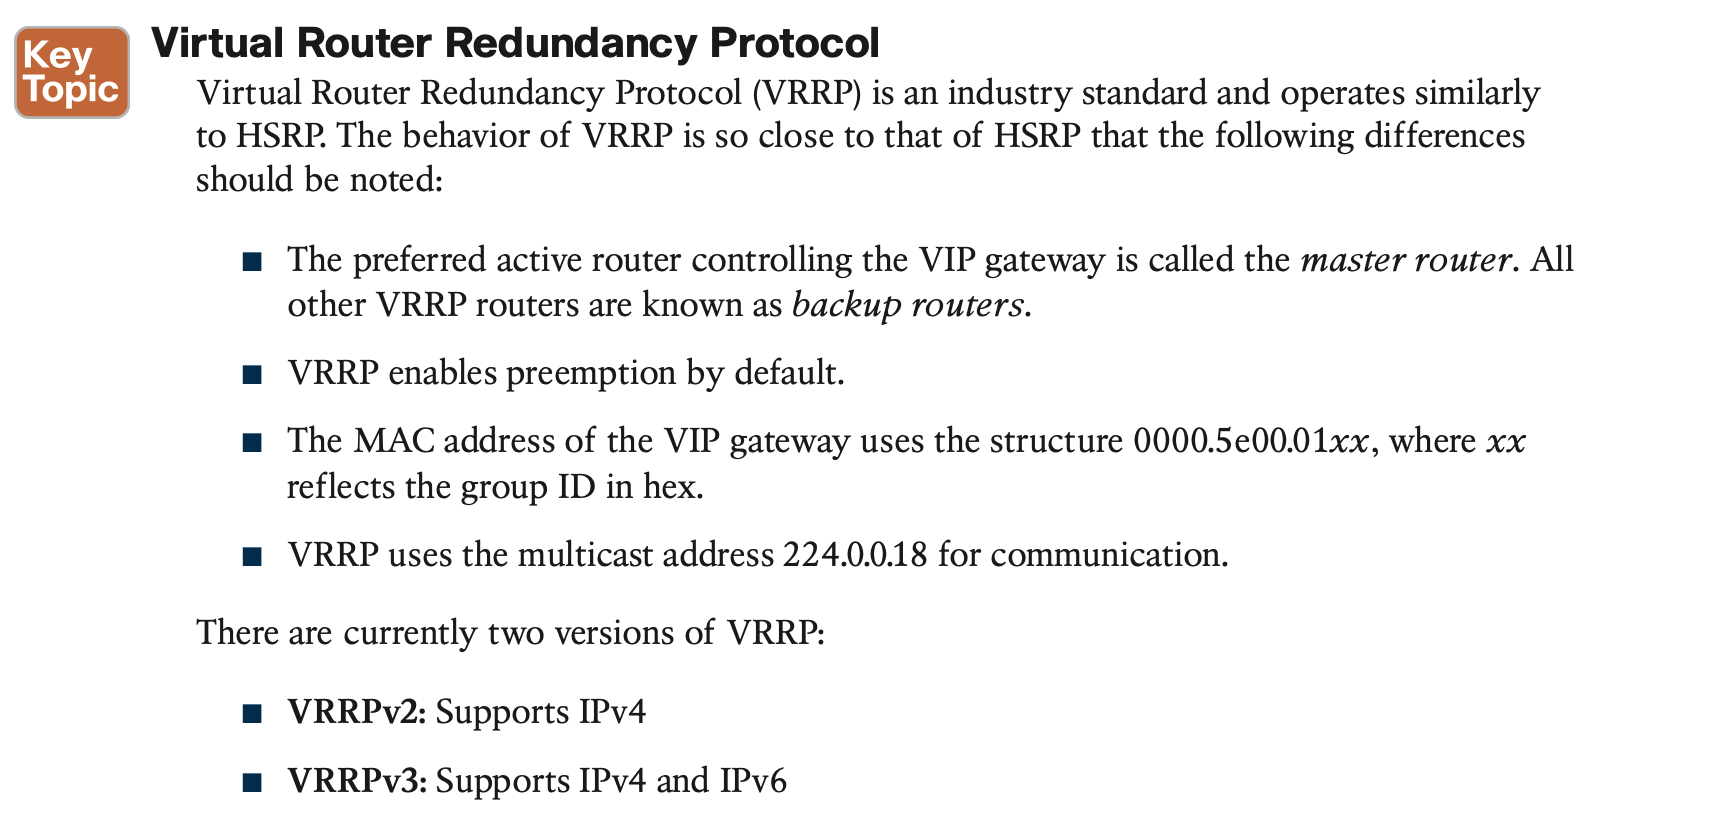 Key
Topic
Virtual Router Redundancy Protocol
Virtual Router Redundancy Protocol (VRRP) is an industry standard and operates similarly
to HSRP. The behavior of VRRP is so close to that of HSRP that the following differences
should be noted:
■ The preferred active router controlling the VIP gateway is called the master router. All
other VRRP routers are known as backup routers.
■ VRRP enables preemption by default.
■ The MAC address of the VIP gateway uses the structure 0000.5e00.01xx, where xx
reflects the group ID in hex.
■ VRRP uses the multicast address 224.0.0.18 for communication.
There are currently two versions of VRRP:
■ VRRPv2: Supports IPv4
■ VRRPv3: Supports IPv4 and IPv6